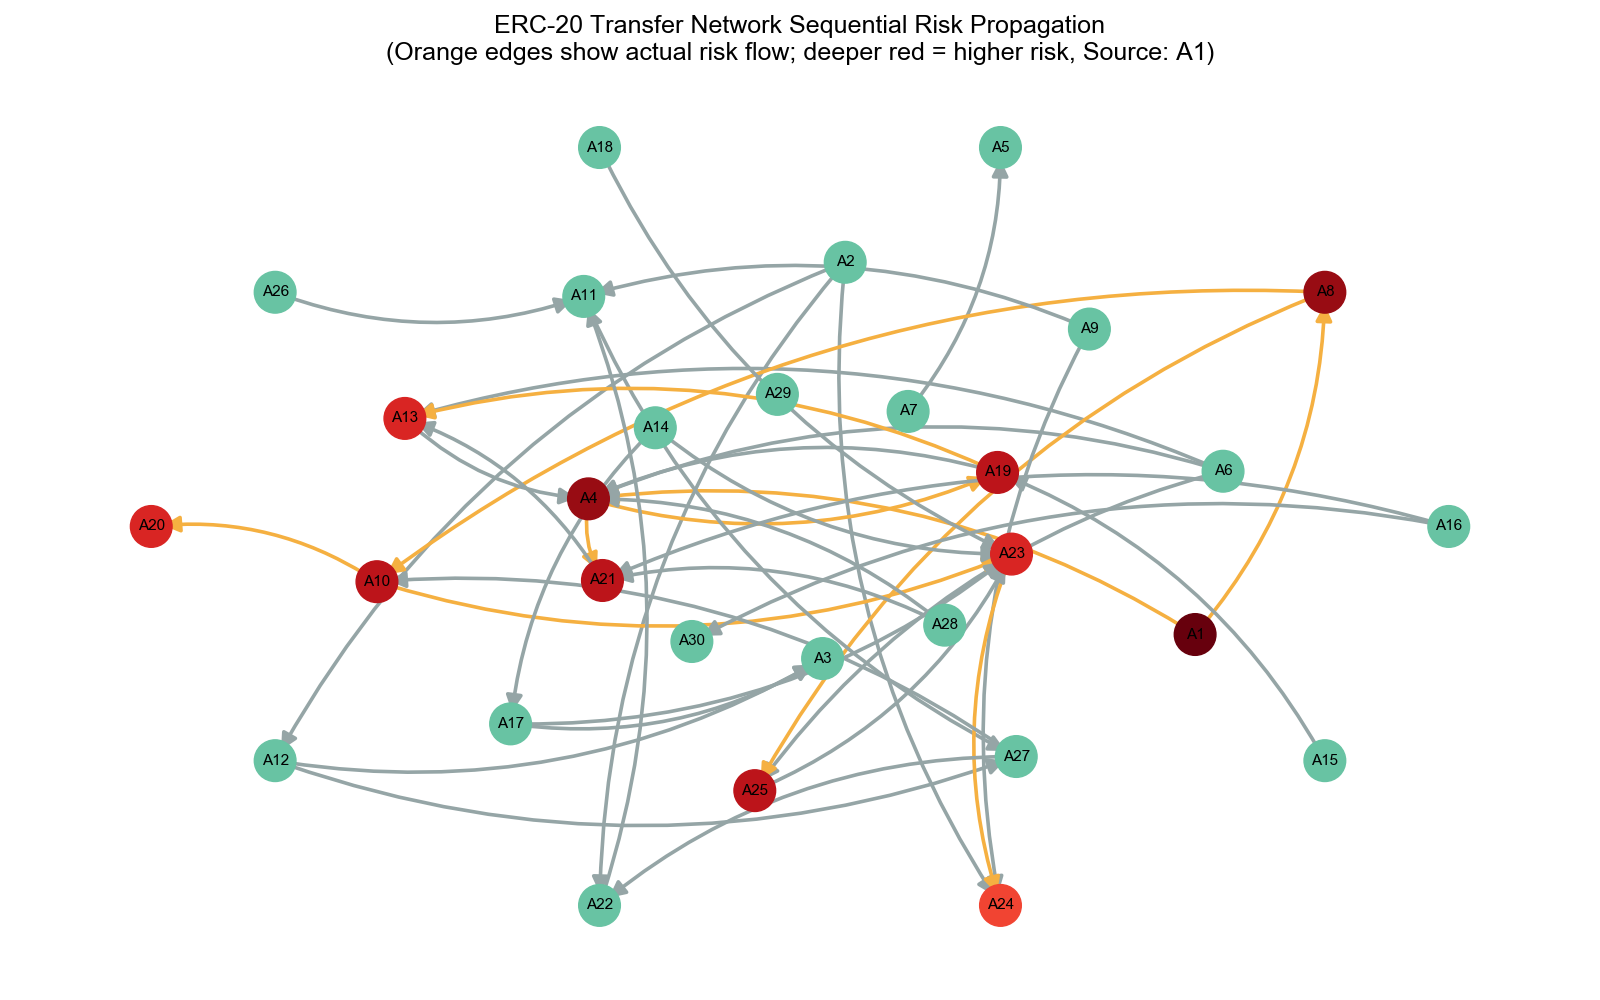 ERC-20 Transfer Network Sequential Risk Propagation
(Orange edges show actual risk flow; deeper red = higher risk, Source: A1)
A18
A5
A2
A26
A11
A8
A9
A29
A7
A13
A14
A19
A6
A4
A20
A16
A23
A10
A21
A28
A1
A30
A3
A17
A27
A12
A15
A25
A22
A24